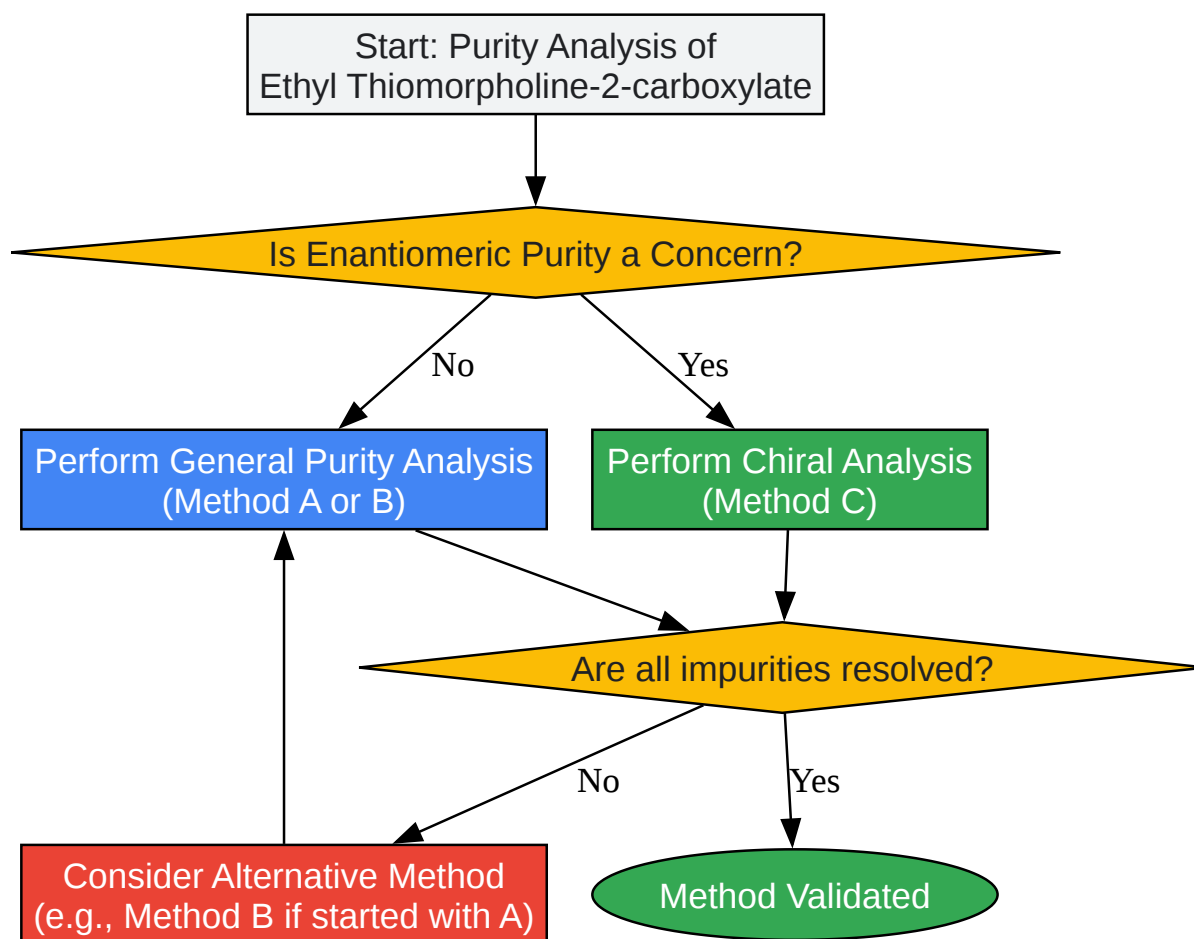 Start: Purity Analysis of
Ethyl Thiomorpholine-2-carboxylate
Is Enantiomeric Purity a Concern?
No
Yes
Perform General Purity Analysis
(Method A or B)
Perform Chiral Analysis
(Method C)
Are all impurities resolved?
No
Yes
Consider Alternative Method
(e.g., Method B if started with A)
Method Validated